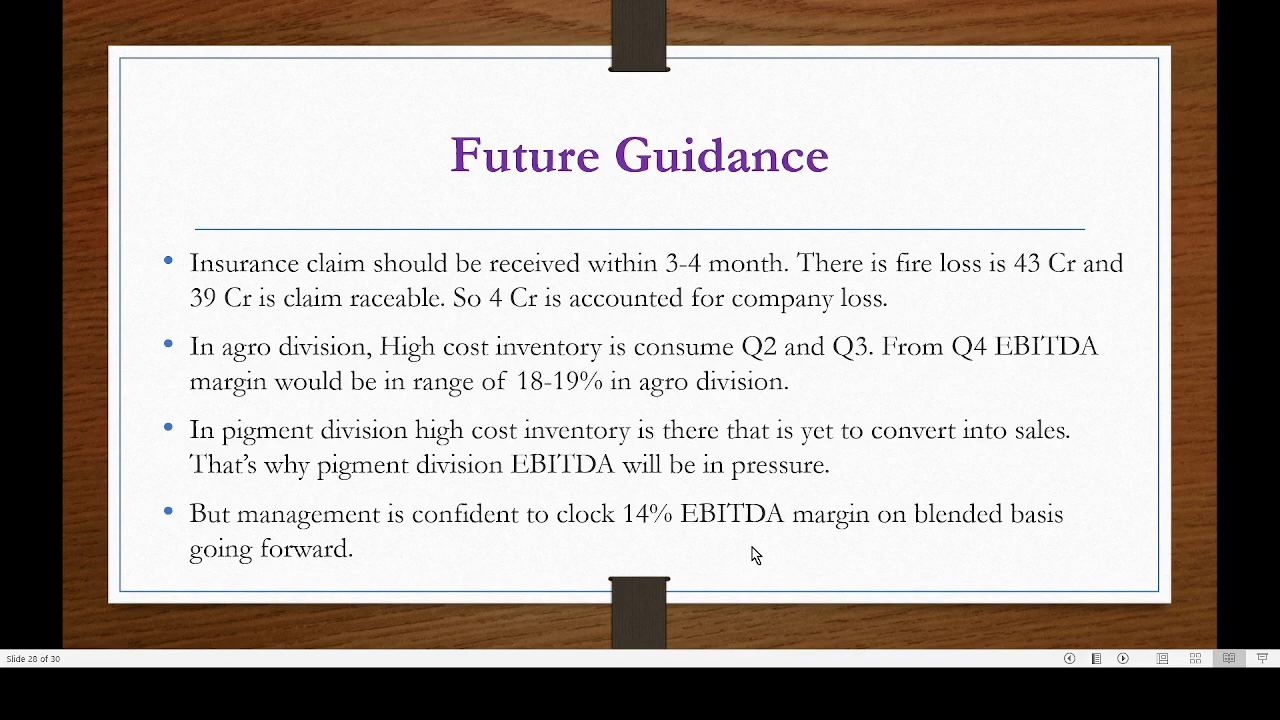 Future Guidance
• Insurance claim should be received within 3-4 month. There is fire loss is 43 Cr and
39 Cr is claim raceable. So 4 Cr is accounted for company loss.
• In agro division, High cost inventory is consume Q2 and Q3. From Q4 EBITDA
margin would be in range of 18-19% in agro division.
• In pigment division high cost inventory is there that is yet to convert into sales.
That’s why pigment division EBITDA will be in pressure.
• But management is confident to clock 14% EBITDA margin on blended basis
going forward.
Slide 28 of 30